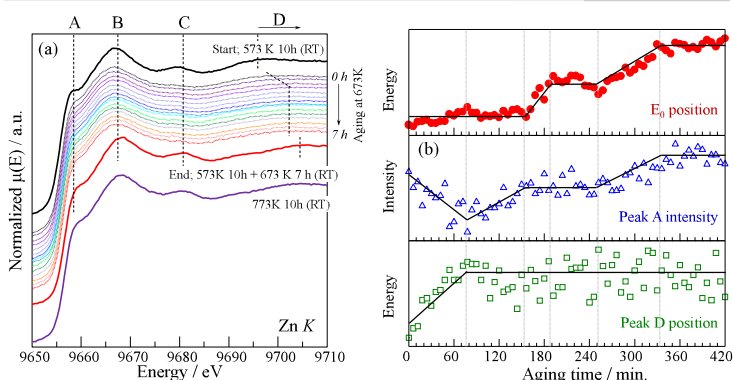 A B C D
(a)
Start; 573 K 10h (RT)
0 h
Aging at 673K
7 h
End; 573K 10h + 673 K 7 h (RT)
773K 10h (RT)
Zn K
Normalized μ(E) / a.u.
9650 9660 9670 9680 9690 9700 9710
Energy / eV
Energy
E0 position
(b)
Intensity
Peak A intensity
Energy
Peak D position
0 60 120 180 240 300 360 420
Aging time / min.